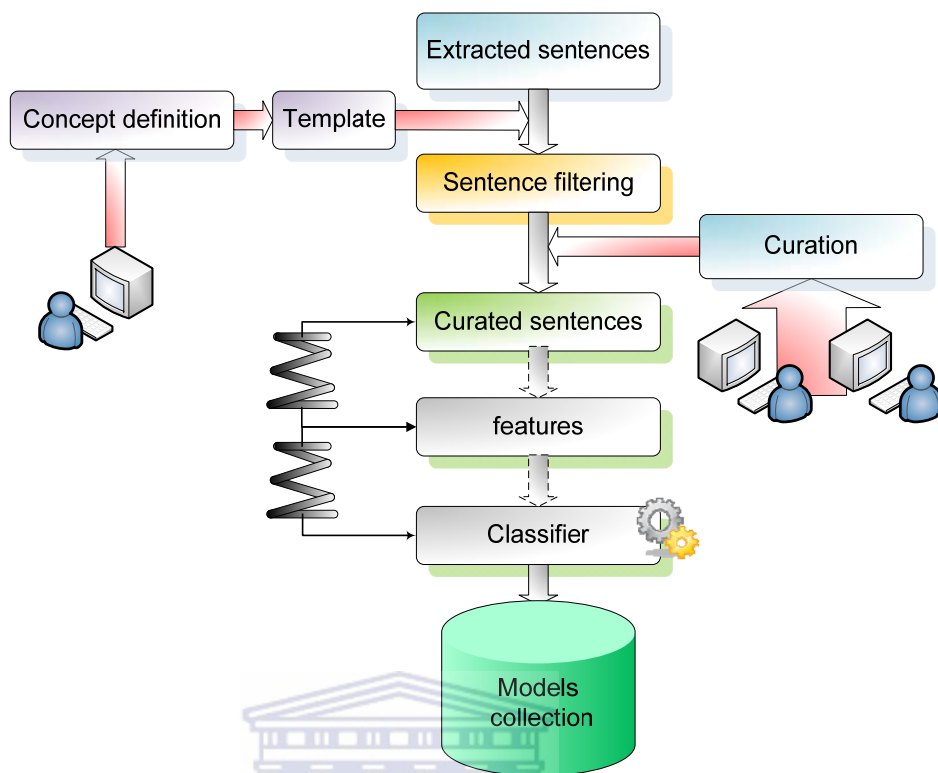 Extracted sentences
Concept definition
Template
Sentence filtering
Curation
Curated sentences
features
Classifier
Models
collection